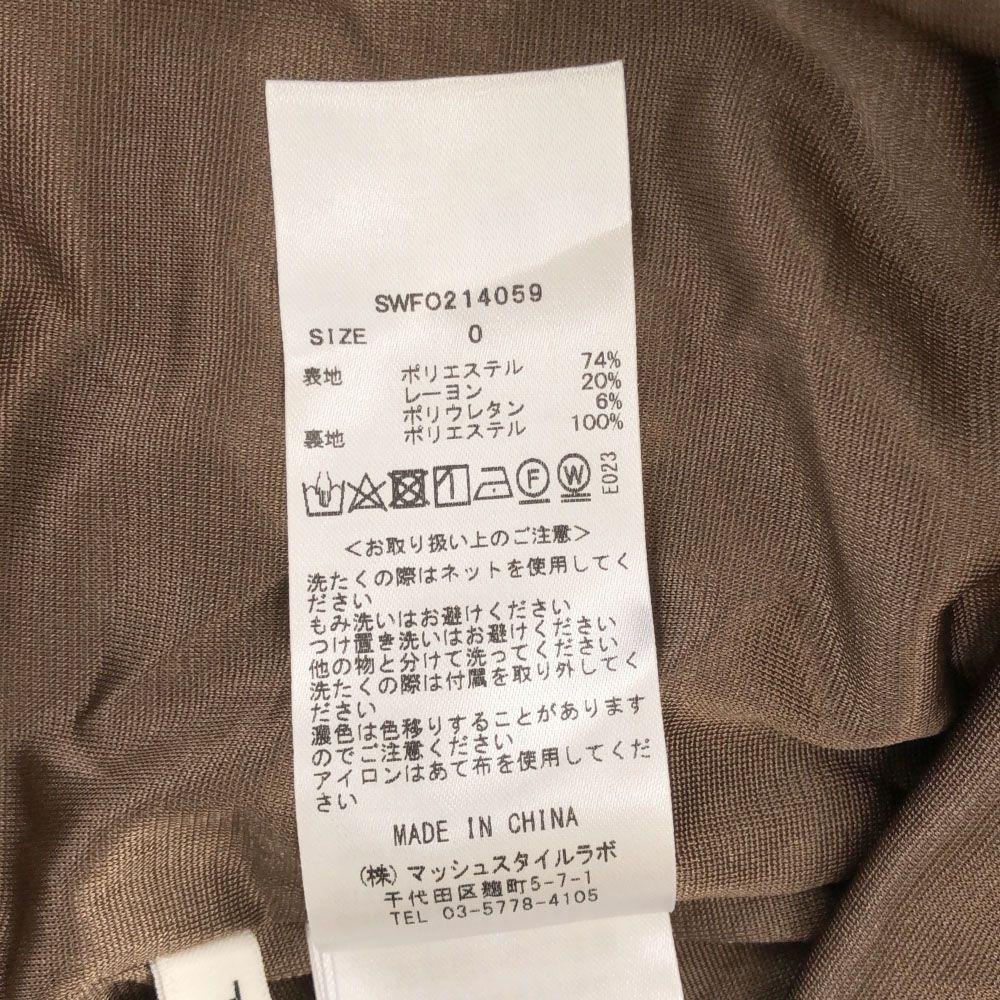 SWFO214059
SIZE 0
表地 ポリエステル 74%
レーヨン 20%
ポリウレタン 6%
裏地 ポリエステル 100%
F W E023
<お取り扱い上のご注意>
洗たくの際はネットを使用してく
ださい
もみ洗いはお避けください
つけ置き洗いはお避けください
他の物と分けて洗ってください
洗たくの際は付属を取り外してく
ださい
濃色は色移りすることがあります
のでご注意ください
アイロンはあて布を使用してくだ
さい
MADE IN CHINA
(株)マッシュスタイルラボ
千代田区麹町5-7-1
TEL 03-5778-4105